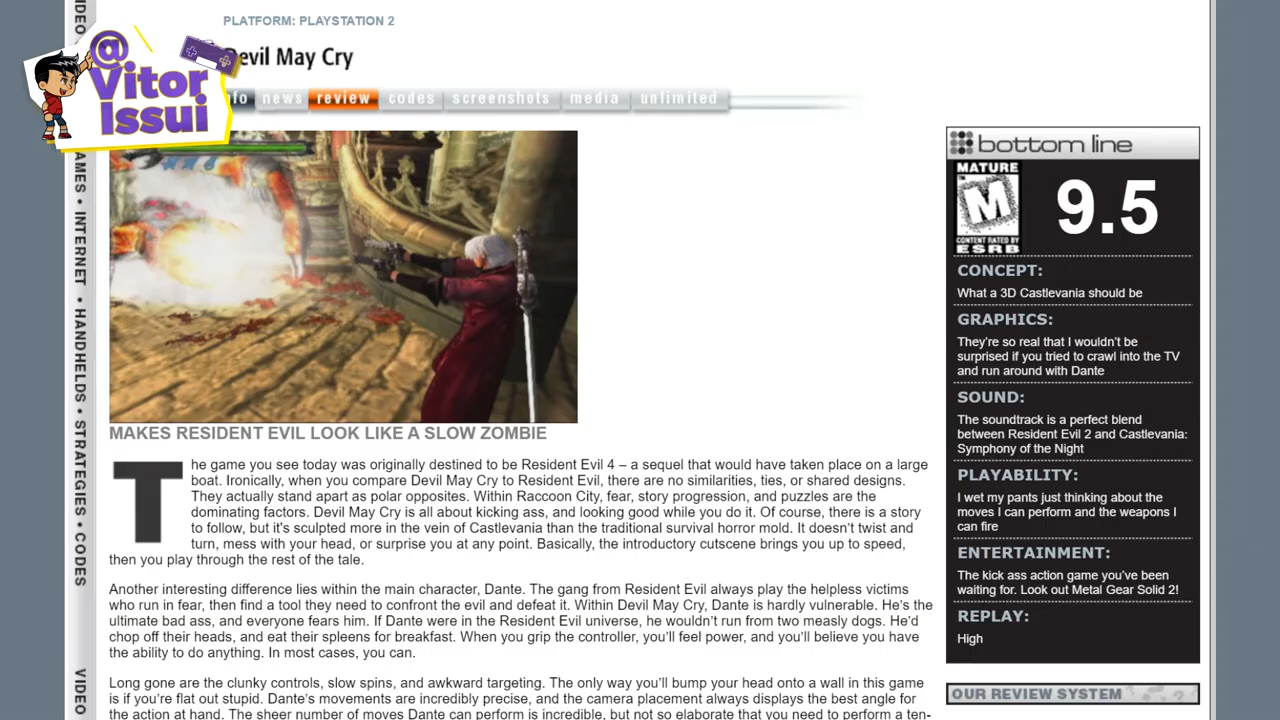 PLATFORM: PLAYSTATION 2
@
Vitor
Issui
Devil May Cry
nfo news review codes screenshots media unlimited
VIDEO
AMES • INTERNET • HANDHELDS • STRATEGIES • CODES
VIDEO
MAKES RESIDENT EVIL LOOK LIKE A SLOW ZOMBIE
The game you see today was originally destined to be Resident Evil 4 – a sequel that would have taken place on a large
boat. Ironically, when you compare Devil May Cry to Resident Evil, there are no similarities, ties, or shared designs.
They actually stand apart as polar opposites. Within Raccoon City, fear, story progression, and puzzles are the
dominating factors. Devil May Cry is all about kicking ass, and looking good while you do it. Of course, there is a story
to follow, but it's sculpted more in the vein of Castlevania than the traditional survival horror mold. It doesn't twist and
turn, mess with your head, or surprise you at any point. Basically, the introductory cutscene brings you up to speed,
then you play through the rest of the tale.
Another interesting difference lies within the main character, Dante. The gang from Resident Evil always play the helpless victims
who run in fear, then find a tool they need to confront the evil and defeat it. Within Devil May Cry, Dante is hardly vulnerable. He's the
ultimate bad ass, and everyone fears him. If Dante were in the Resident Evil universe, he wouldn't run from two measly dogs. He'd
chop off their heads, and eat their spleens for breakfast. When you grip the controller, you'll feel power, and you'll believe you have
the ability to do anything. In most cases, you can.
Long gone are the clunky controls, slow spins, and awkward targeting. The only way you'll bump your head onto a wall in this game
is if you're flat out stupid. Dante's movements are incredibly precise, and the camera placement always displays the best angle for
the action at hand. The sheer number of moves Dante can perform is incredible, but not so elaborate that you need to perform a ten-
bottom line
MATURE
M
CONTENT RATED BY
ESRB
9.5
CONCEPT:
What a 3D Castlevania should be
GRAPHICS:
They're so real that I wouldn't be
surprised if you tried to crawl into the TV
and run around with Dante
SOUND:
The soundtrack is a perfect blend
between Resident Evil 2 and Castlevania:
Symphony of the Night
PLAYABILITY:
I wet my pants just thinking about the
moves I can perform and the weapons I
can fire
ENTERTAINMENT:
The kick ass action game you've been
waiting for. Look out Metal Gear Solid 2!
REPLAY:
High
OUR REVIEW SYSTEM